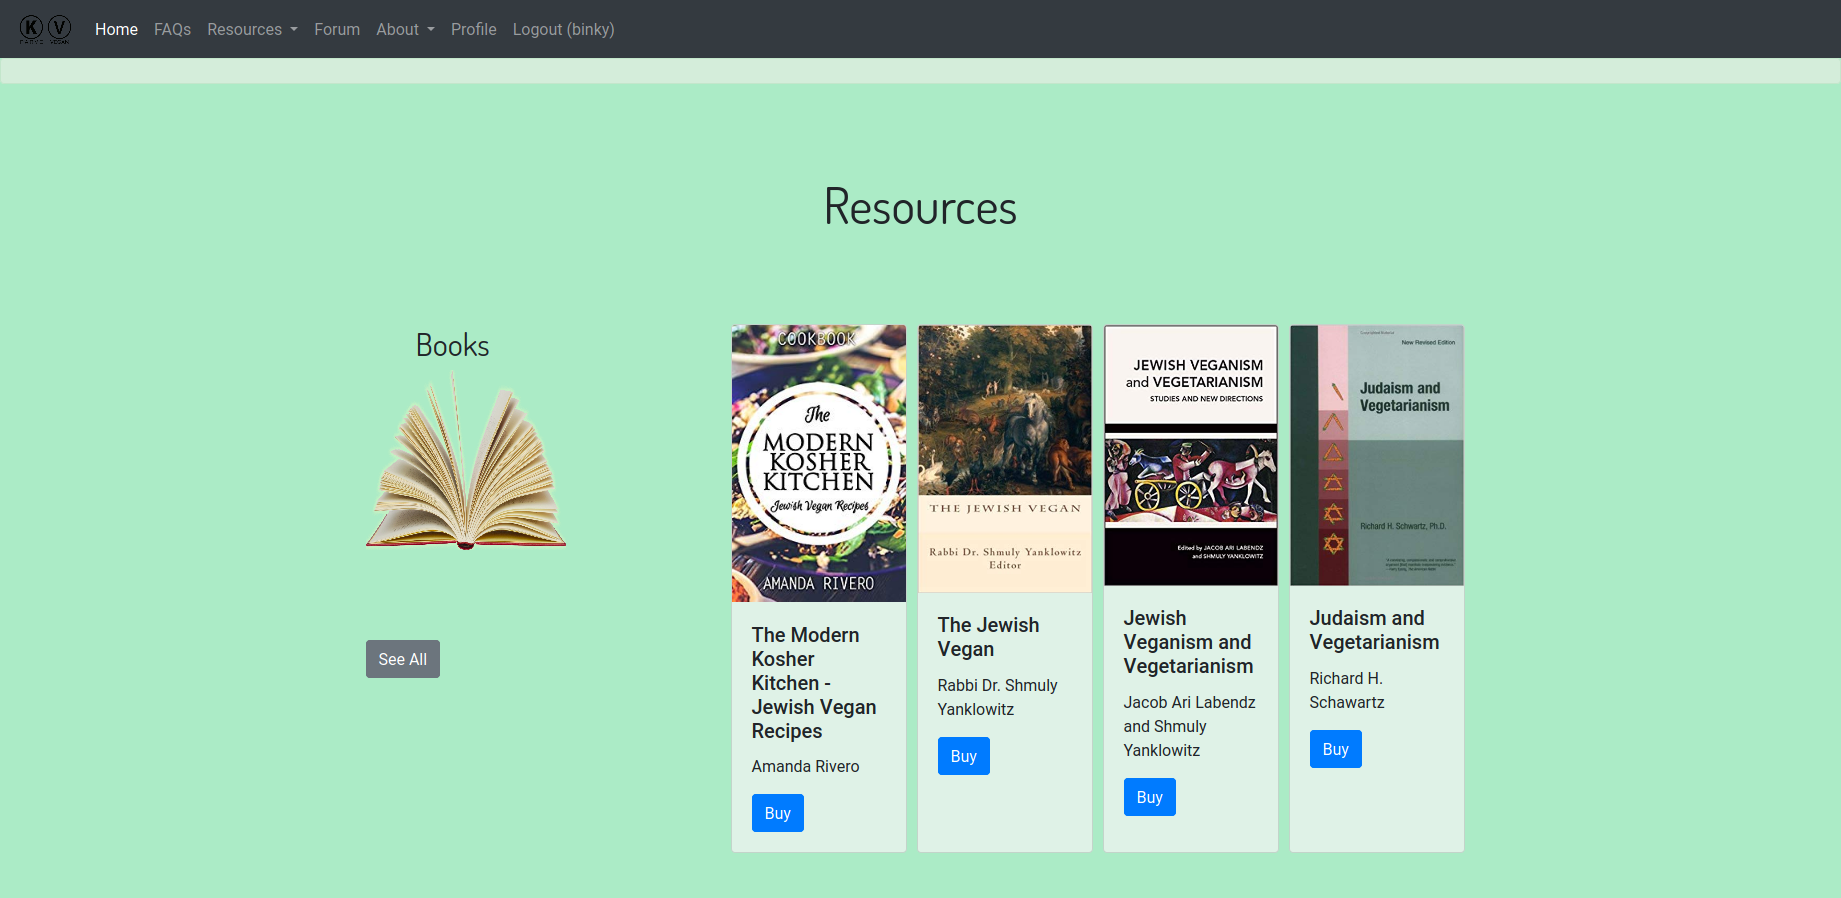 K V
PARVE VEGAN
Home FAQs Resources Forum About Profile Logout (binky)
Resources
Books
See All
COOKBOOK
The
MODERN
KOSHER
KITCHEN
Jewish Vegan Recipes
AMANDA RIVERO
The Modern
Kosher
Kitchen -
Jewish Vegan
Recipes
Amanda Rivero
Buy
THE JEWISH VEGAN
Rabbi Dr. Shmuly Yanklowitz
Editor
The Jewish
Vegan
Rabbi Dr. Shmuly
Yanklowitz
Buy
JEWISH VEGANISM
and VEGETARIANISM
STUDIES AND NEW DIRECTIONS
Edited by JACOB ARI LABENDZ
and SHMULY YANKLOWITZ
Jewish
Veganism and
Vegetarianism
Jacob Ari Labendz
and Shmuly
Yanklowitz
Buy
New Revised Edition
Judaism and
Vegetarianism
Richard H. Schwartz, Ph.D.
Judaism and
Vegetarianism
Richard H.
Schawartz
Buy